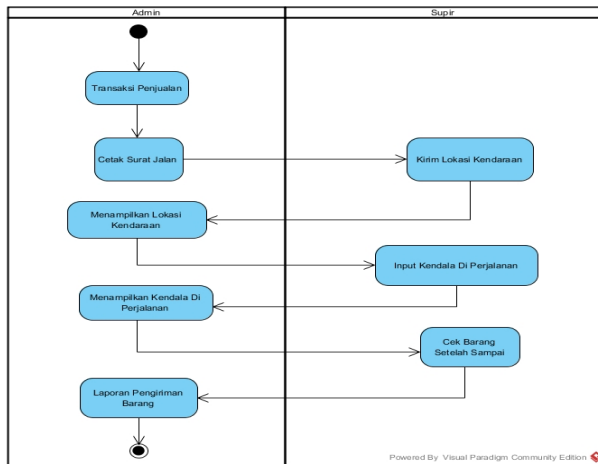 Admin
Supir
Transaksi Penjualan
Cetak Surat Jalan
Kirim Lokasi Kendaraan
Menampilkan Lokasi
Kendaraan
Input Kendala Di Perjalanan
Menampilkan Kendala Di
Perjalanan
Cek Barang
Setelah Sampai
Laporan Pengiriman
Barang
Powered By Visual Paradigm Community Edition